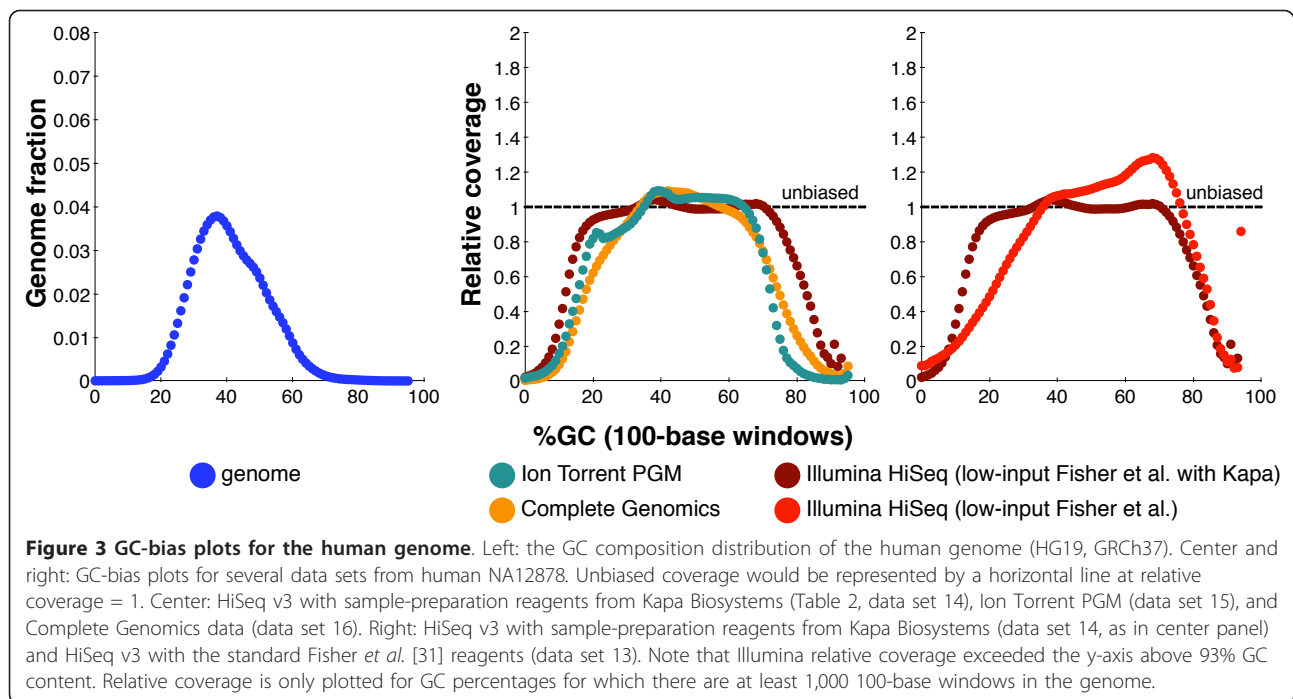 0.08
0.07
0.06
0.05
0.04
0.03
0.02
0.01
0
Genome fraction
0 20 40 60 80 100
2
1.8
1.6
1.4
1.2
1
0.8
0.6
0.4
0.2
0
Relative coverage
unbiased
0 20 40 60 80 100
2
1.8
1.6
1.4
1.2
1
0.8
0.6
0.4
0.2
0
unbiased
0 20 40 60 80 100
%GC (100-base windows)
genome
Ion Torrent PGM
Complete Genomics
Illumina HiSeq (low-input Fisher et al. with Kapa)
Illumina HiSeq (low-input Fisher et al.)
Figure 3 GC-bias plots for the human genome. Left: the GC composition distribution of the human genome (HG19, GRCh37). Center and
right: GC-bias plots for several data sets from human NA12878. Unbiased coverage would be represented by a horizontal line at relative
coverage = 1. Center: HiSeq v3 with sample-preparation reagents from Kapa Biosystems (Table 2, data set 14), Ion Torrent PGM (data set 15), and
Complete Genomics data (data set 16). Right: HiSeq v3 with sample-preparation reagents from Kapa Biosystems (data set 14, as in center panel)
and HiSeq v3 with the standard Fisher et al. [31] reagents (data set 13). Note that Illumina relative coverage exceeded the y-axis above 93% GC
content. Relative coverage is only plotted for GC percentages for which there are at least 1,000 100-base windows in the genome.